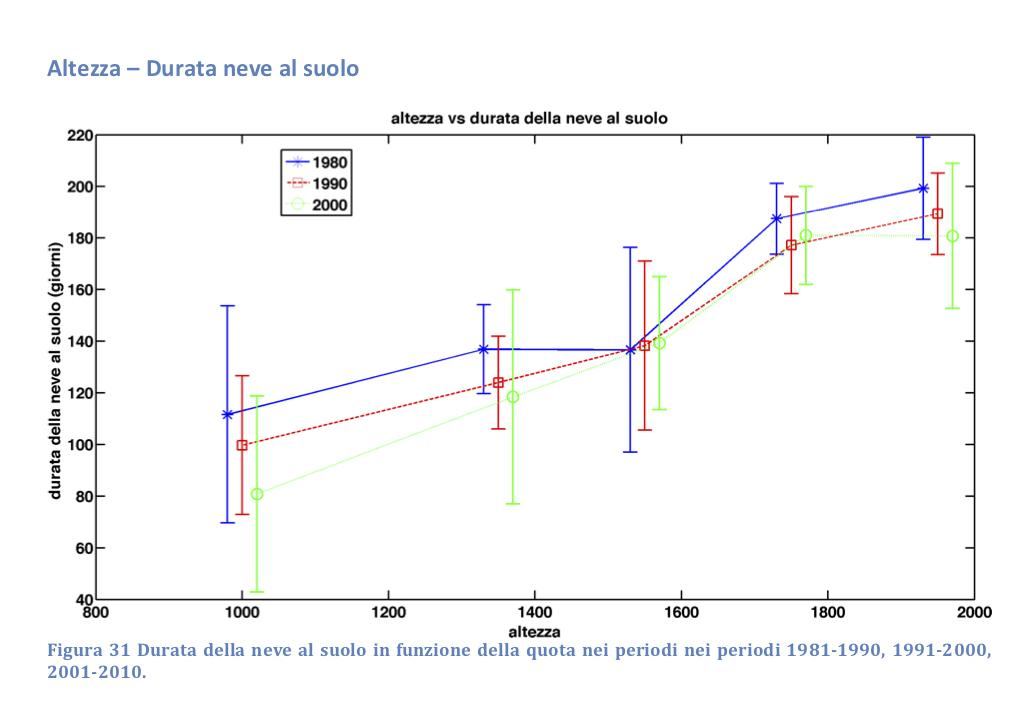 Altezza – Durata neve al suolo
altezza vs durata della neve al suolo
220
200
180
160
140
120
100
80
60
40
durata della neve al suolo (giorni)
1980
1990
2000
800 1000 1200 1400 1600 1800 2000
altezza
Figura 31 Durata della neve al suolo in funzione della quota nei periodi nei periodi 1981-1990, 1991-2000,
2001-2010.